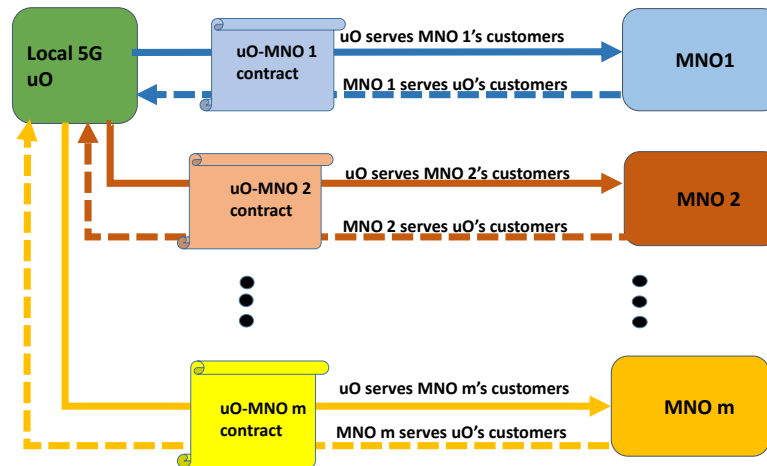 Local 5G
uO
uO-MNO 1
contract
uO serves MNO 1's customers
MNO 1 serves uO's customers
MNO1
uO-MNO 2
contract
uO serves MNO 2's customers
MNO 2 serves uO's customers
MNO 2
uO-MNO m
contract
uO serves MNO m's customers
MNO m serves uO's customers
MNO m